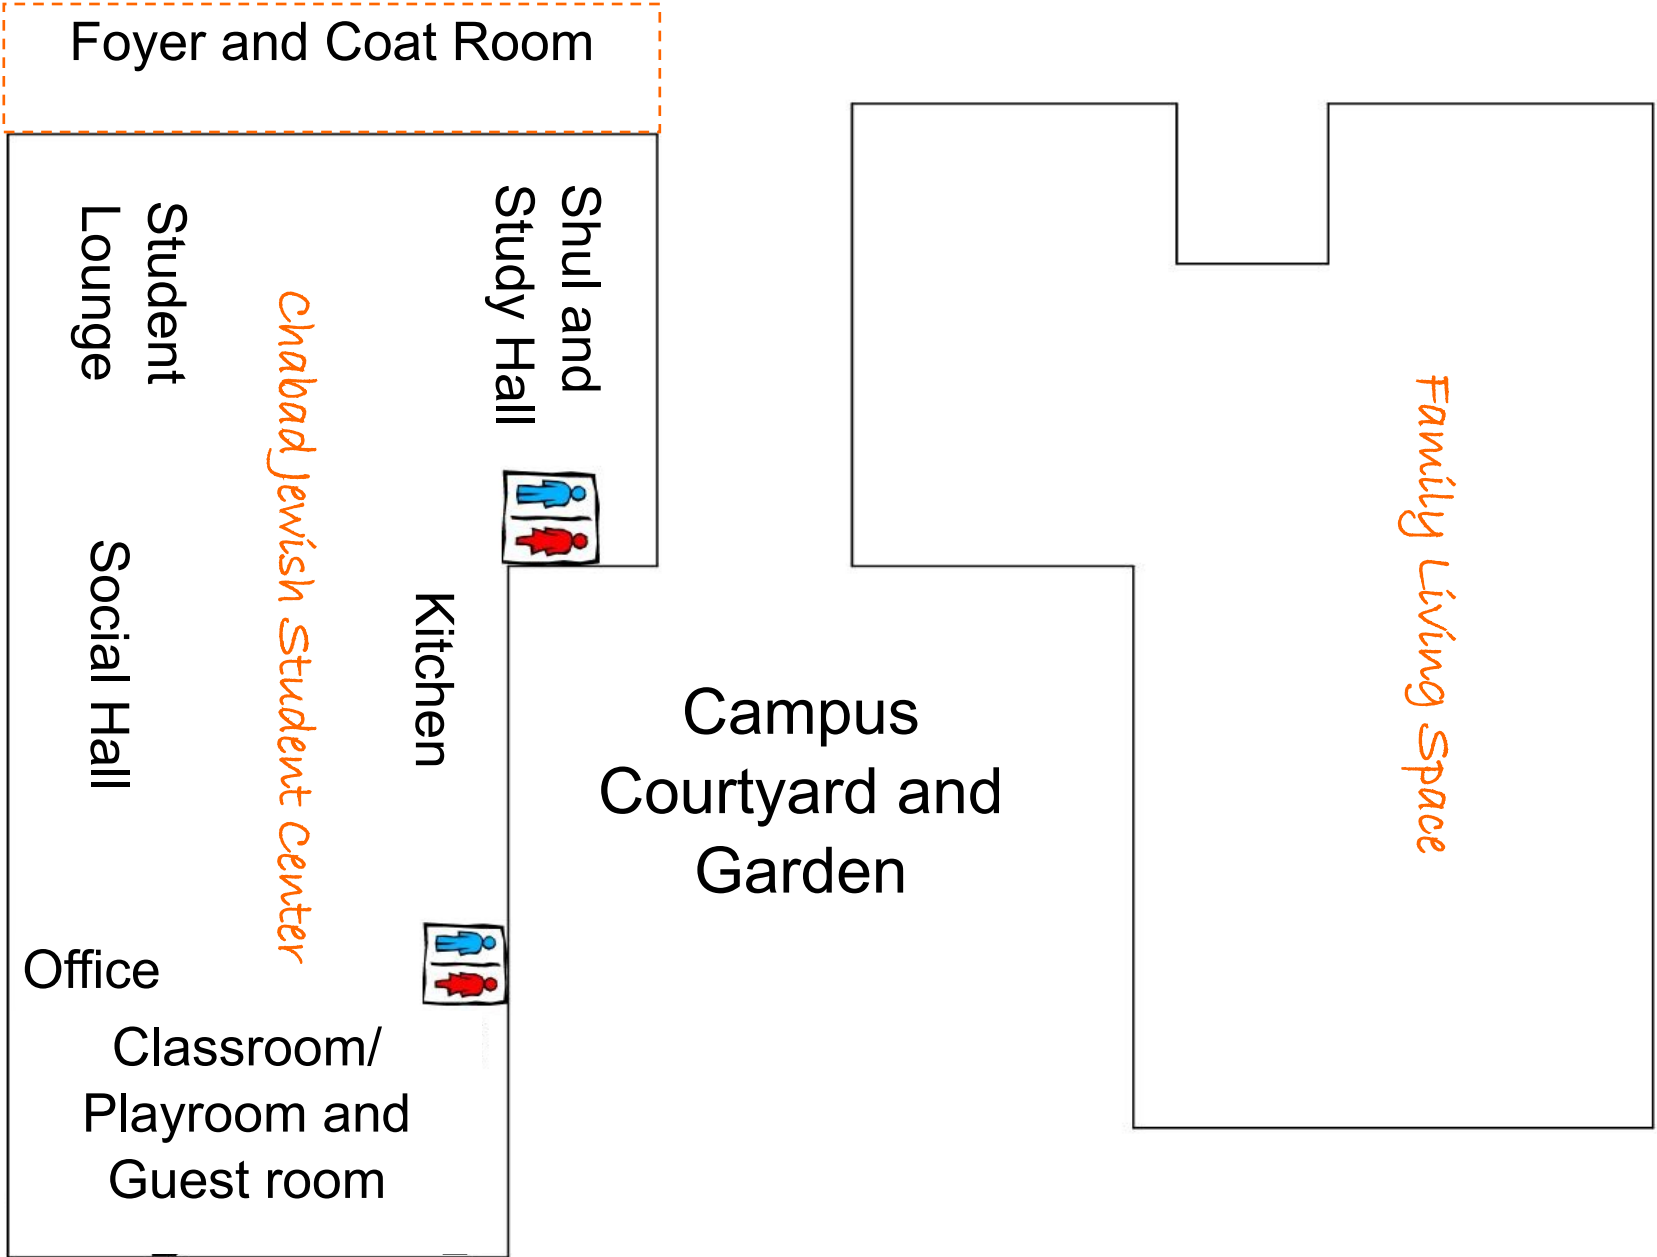 Foyer and Coat Room
Student
Lounge
Shul and
Study Hall
Chabad Jewish Student Center
Social Hall
Kitchen
Campus
Courtyard and
Garden
Family Living Space
Office
Classroom/
Playroom and
Guest room